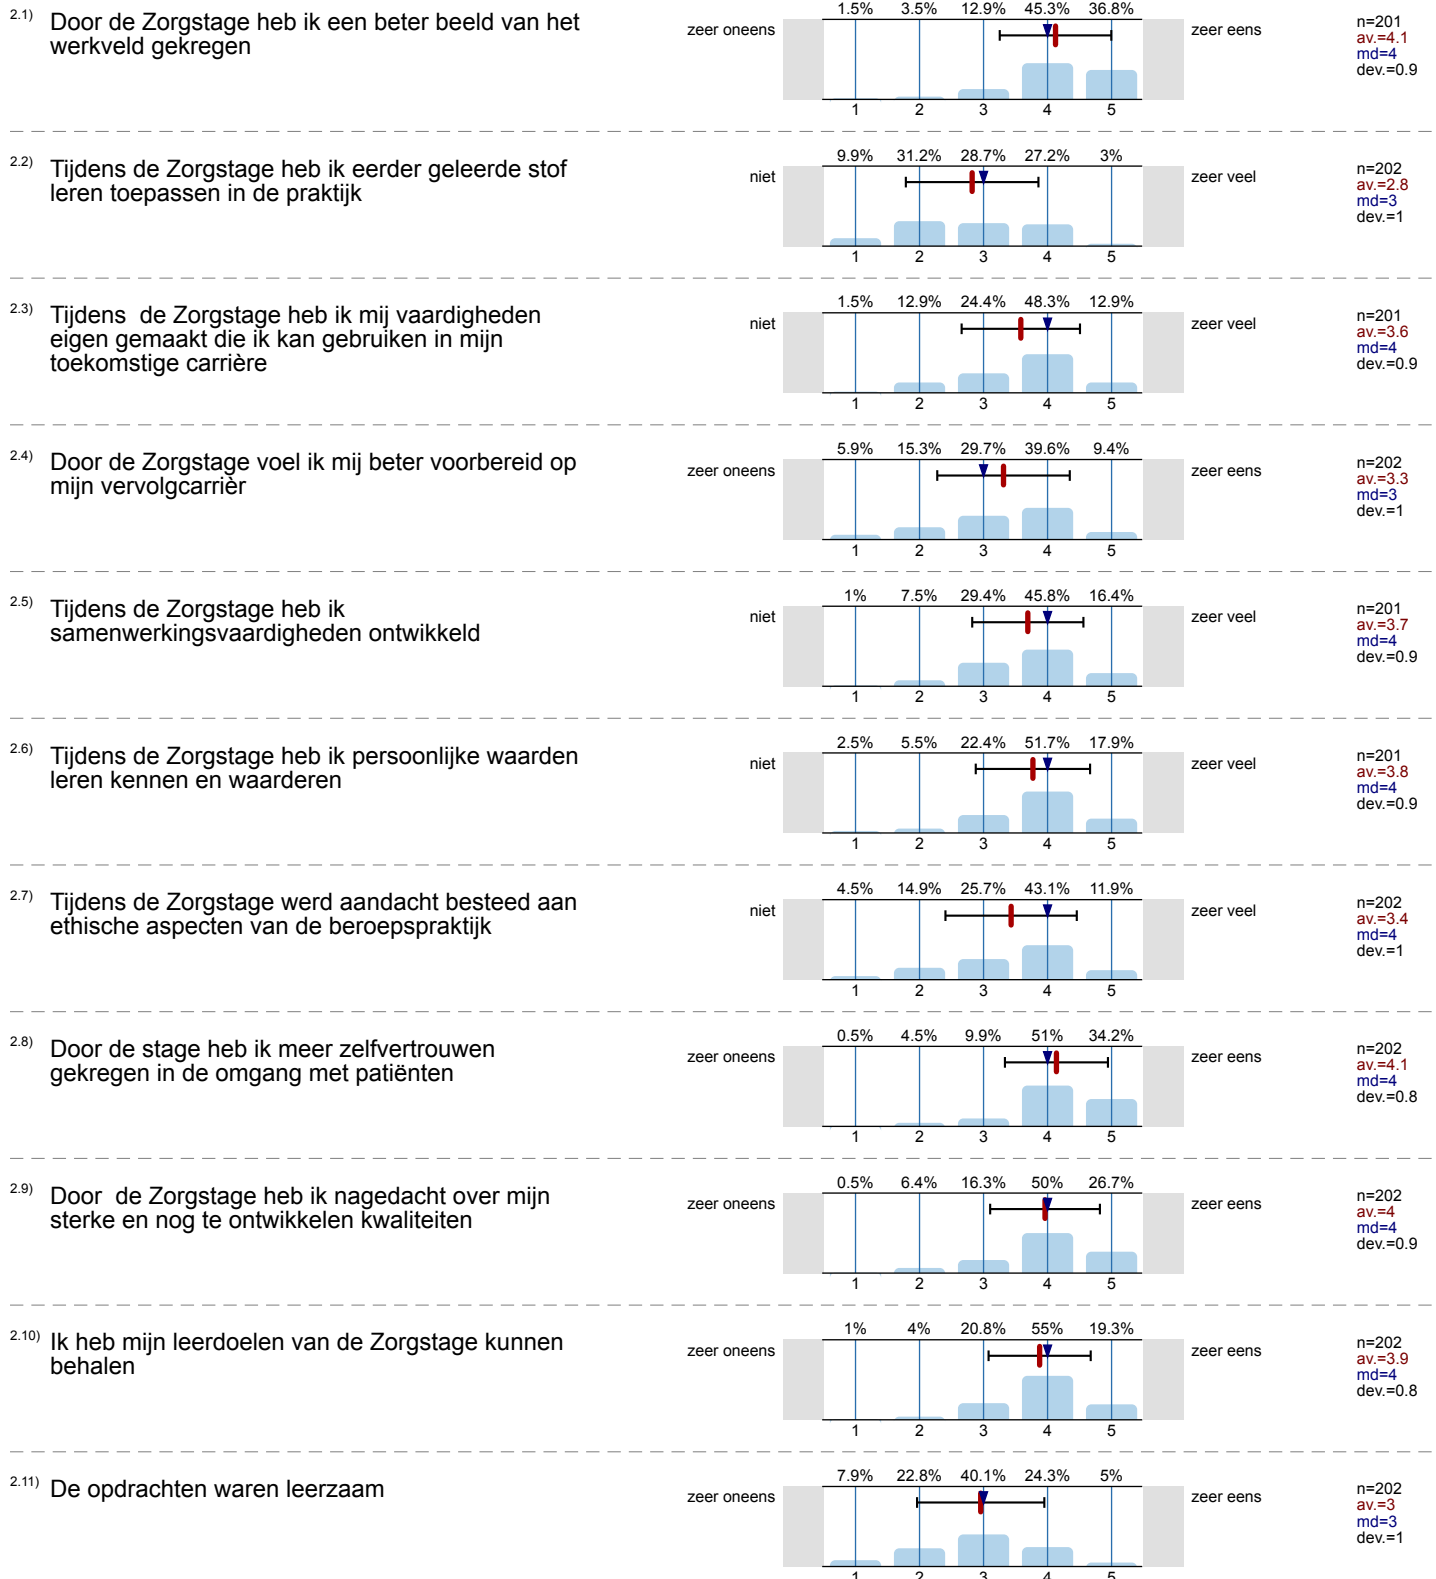 1.5% 3.5% 12.9% 45.3% 36.8%
2.1) Door de Zorgstage heb ik een beter beeld van het
werkveld gekregen
zeer oneens
zeer eens
n=201
av.=4.1
md=4
dev.=0.9
1 2 3 4 5
9.9% 31.2% 28.7% 27.2% 3%
2.2) Tijdens de Zorgstage heb ik eerder geleerde stof
leren toepassen in de praktijk
niet
zeer veel
n=202
av.=2.8
md=3
dev.=1
1 2 3 4 5
1.5% 12.9% 24.4% 48.3% 12.9%
2.3) Tijdens de Zorgstage heb ik mij vaardigheden
eigen gemaakt die ik kan gebruiken in mijn
toekomstige carrière
niet
zeer veel
n=201
av.=3.6
md=4
dev.=0.9
1 2 3 4 5
5.9% 15.3% 29.7% 39.6% 9.4%
2.4) Door de Zorgstage voel ik mij beter voorbereid op
mijn vervolgcarrièr
zeer oneens
zeer eens
n=202
av.=3.3
md=3
dev.=1
1 2 3 4 5
1% 7.5% 29.4% 45.8% 16.4%
2.5) Tijdens de Zorgstage heb ik
samenwerkingsvaardigheden ontwikkeld
niet
zeer veel
n=201
av.=3.7
md=4
dev.=0.9
1 2 3 4 5
2.5% 5.5% 22.4% 51.7% 17.9%
2.6) Tijdens de Zorgstage heb ik persoonlijke waarden
leren kennen en waarderen
niet
zeer veel
n=201
av.=3.8
md=4
dev.=0.9
1 2 3 4 5
4.5% 14.9% 25.7% 43.1% 11.9%
2.7) Tijdens de Zorgstage werd aandacht besteed aan
ethische aspecten van de beroepspraktijk
niet
zeer veel
n=202
av.=3.4
md=4
dev.=1
1 2 3 4 5
0.5% 4.5% 9.9% 51% 34.2%
2.8) Door de stage heb ik meer zelfvertrouwen
gekregen in de omgang met patiënten
zeer oneens
zeer eens
n=202
av.=4.1
md=4
dev.=0.8
1 2 3 4 5
0.5% 6.4% 16.3% 50% 26.7%
2.9) Door de Zorgstage heb ik nagedacht over mijn
sterke en nog te ontwikkelen kwaliteiten
zeer oneens
zeer eens
n=202
av.=4
md=4
dev.=0.9
1 2 3 4 5
1% 4% 20.8% 55% 19.3%
2.10) Ik heb mijn leerdoelen van de Zorgstage kunnen
behalen
zeer oneens
zeer eens
n=202
av.=3.9
md=4
dev.=0.8
1 2 3 4 5
7.9% 22.8% 40.1% 24.3% 5%
2.11) De opdrachten waren leerzaam
zeer oneens
zeer eens
n=202
av.=3
md=3
dev.=1
1 2 3 4 5